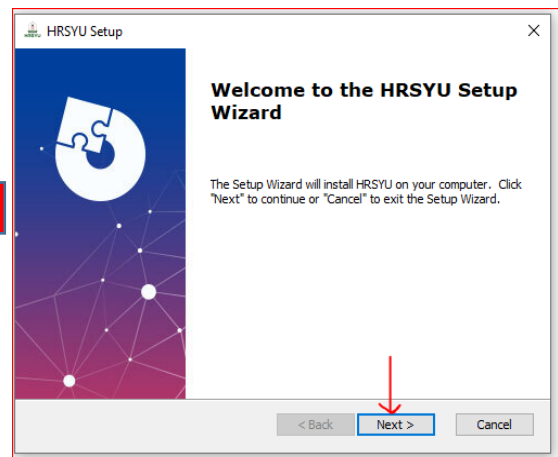 HRSYU Setup
Welcome to the HRSYU Setup
Wizard
The Setup Wizard will install HRSYU on your computer. Click
"Next" to continue or "Cancel" to exit the Setup Wizard.
< Back Next > Cancel